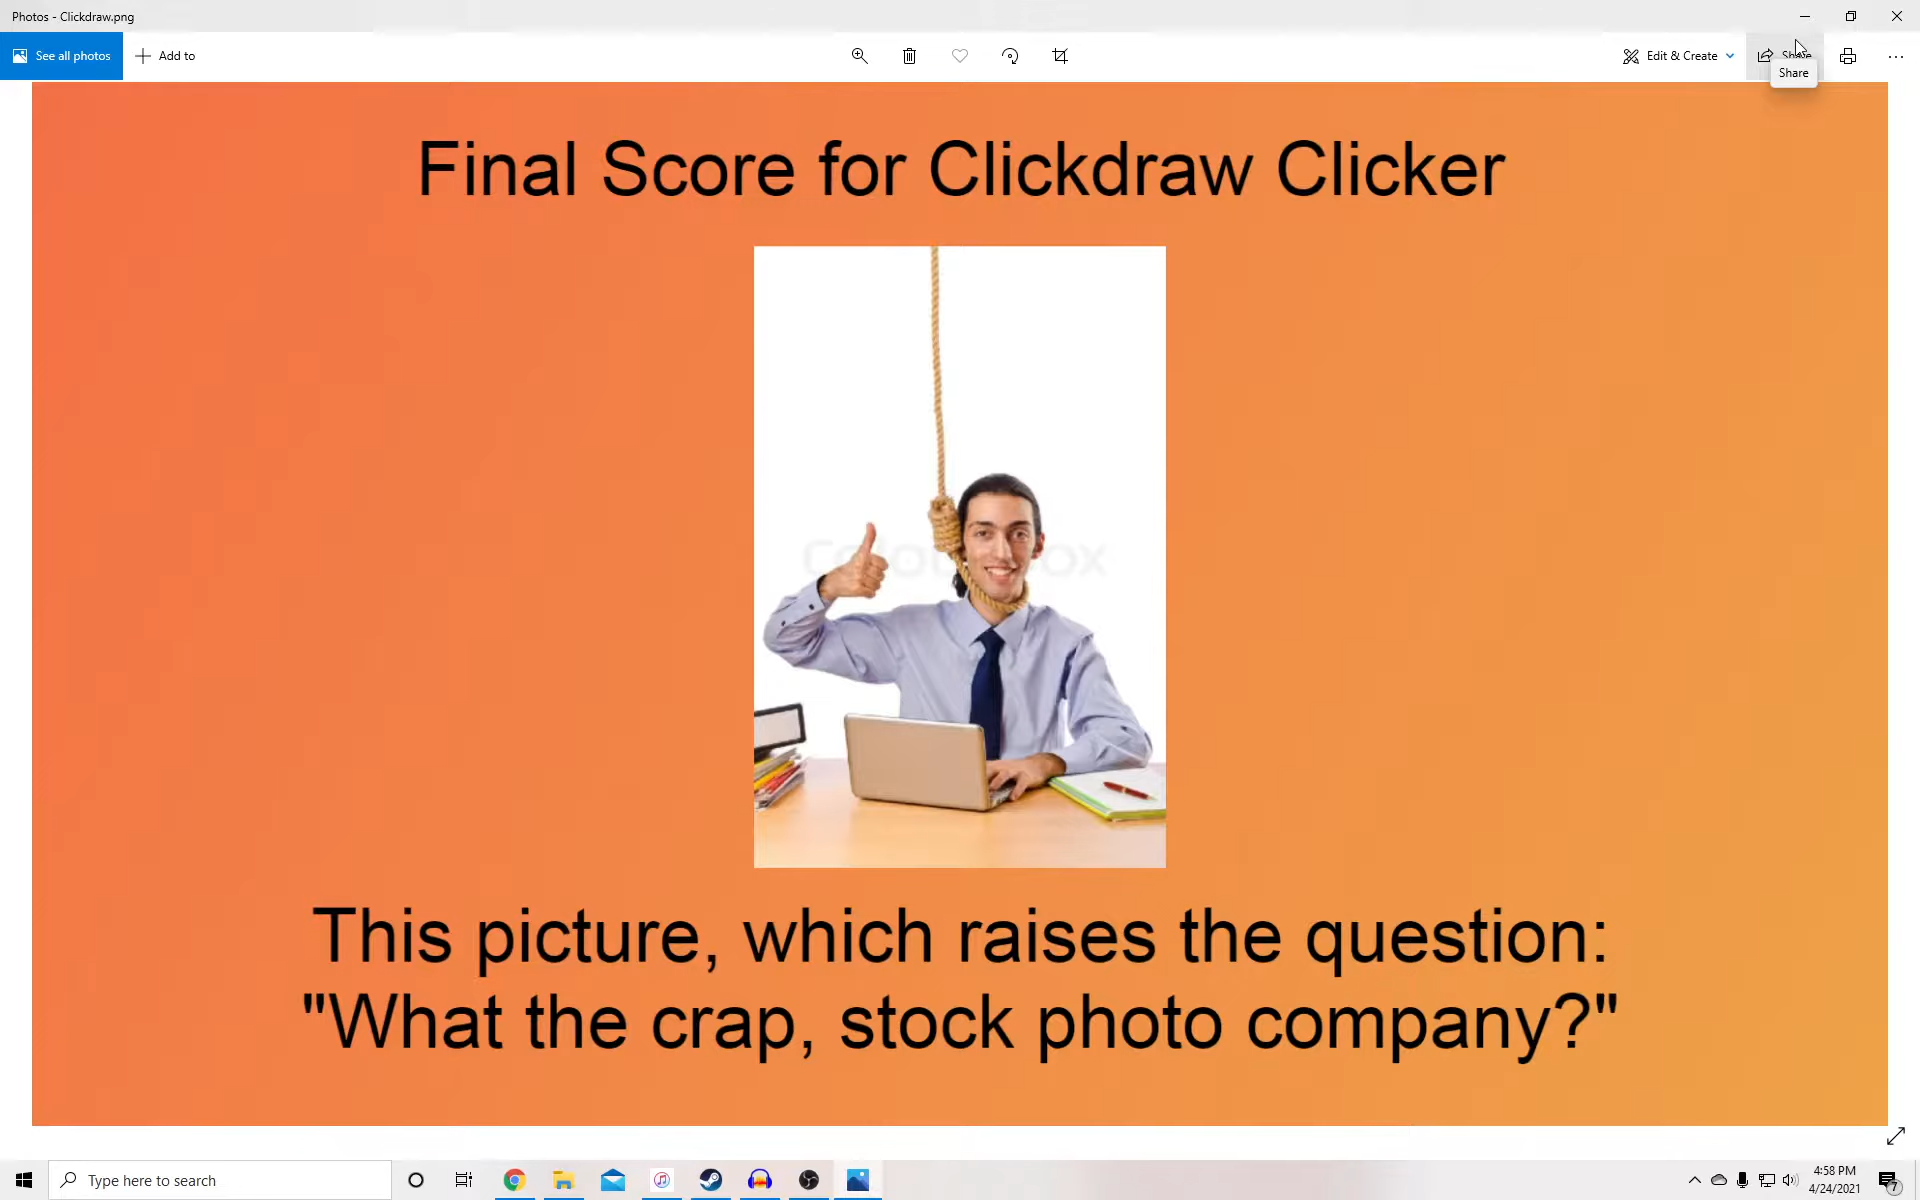 Photos - Clickdraw.png
See all photos
Add to
Edit & Create
Share
Share
Final Score for Clickdraw Clicker
This picture, which raises the question:
"What the crap, stock photo company?"
Type here to search
4:58 PM
4/24/2021
7